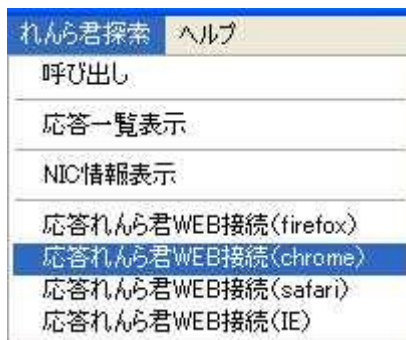 れんら君探索 ヘルプ
呼び出し
応答一覧表示
NIC情報表示
応答れんら君WEB接続(firefox)
応答れんら君WEB接続(chrome)
応答れんら君WEB接続(safari)
応答れんら君WEB接続(IE)